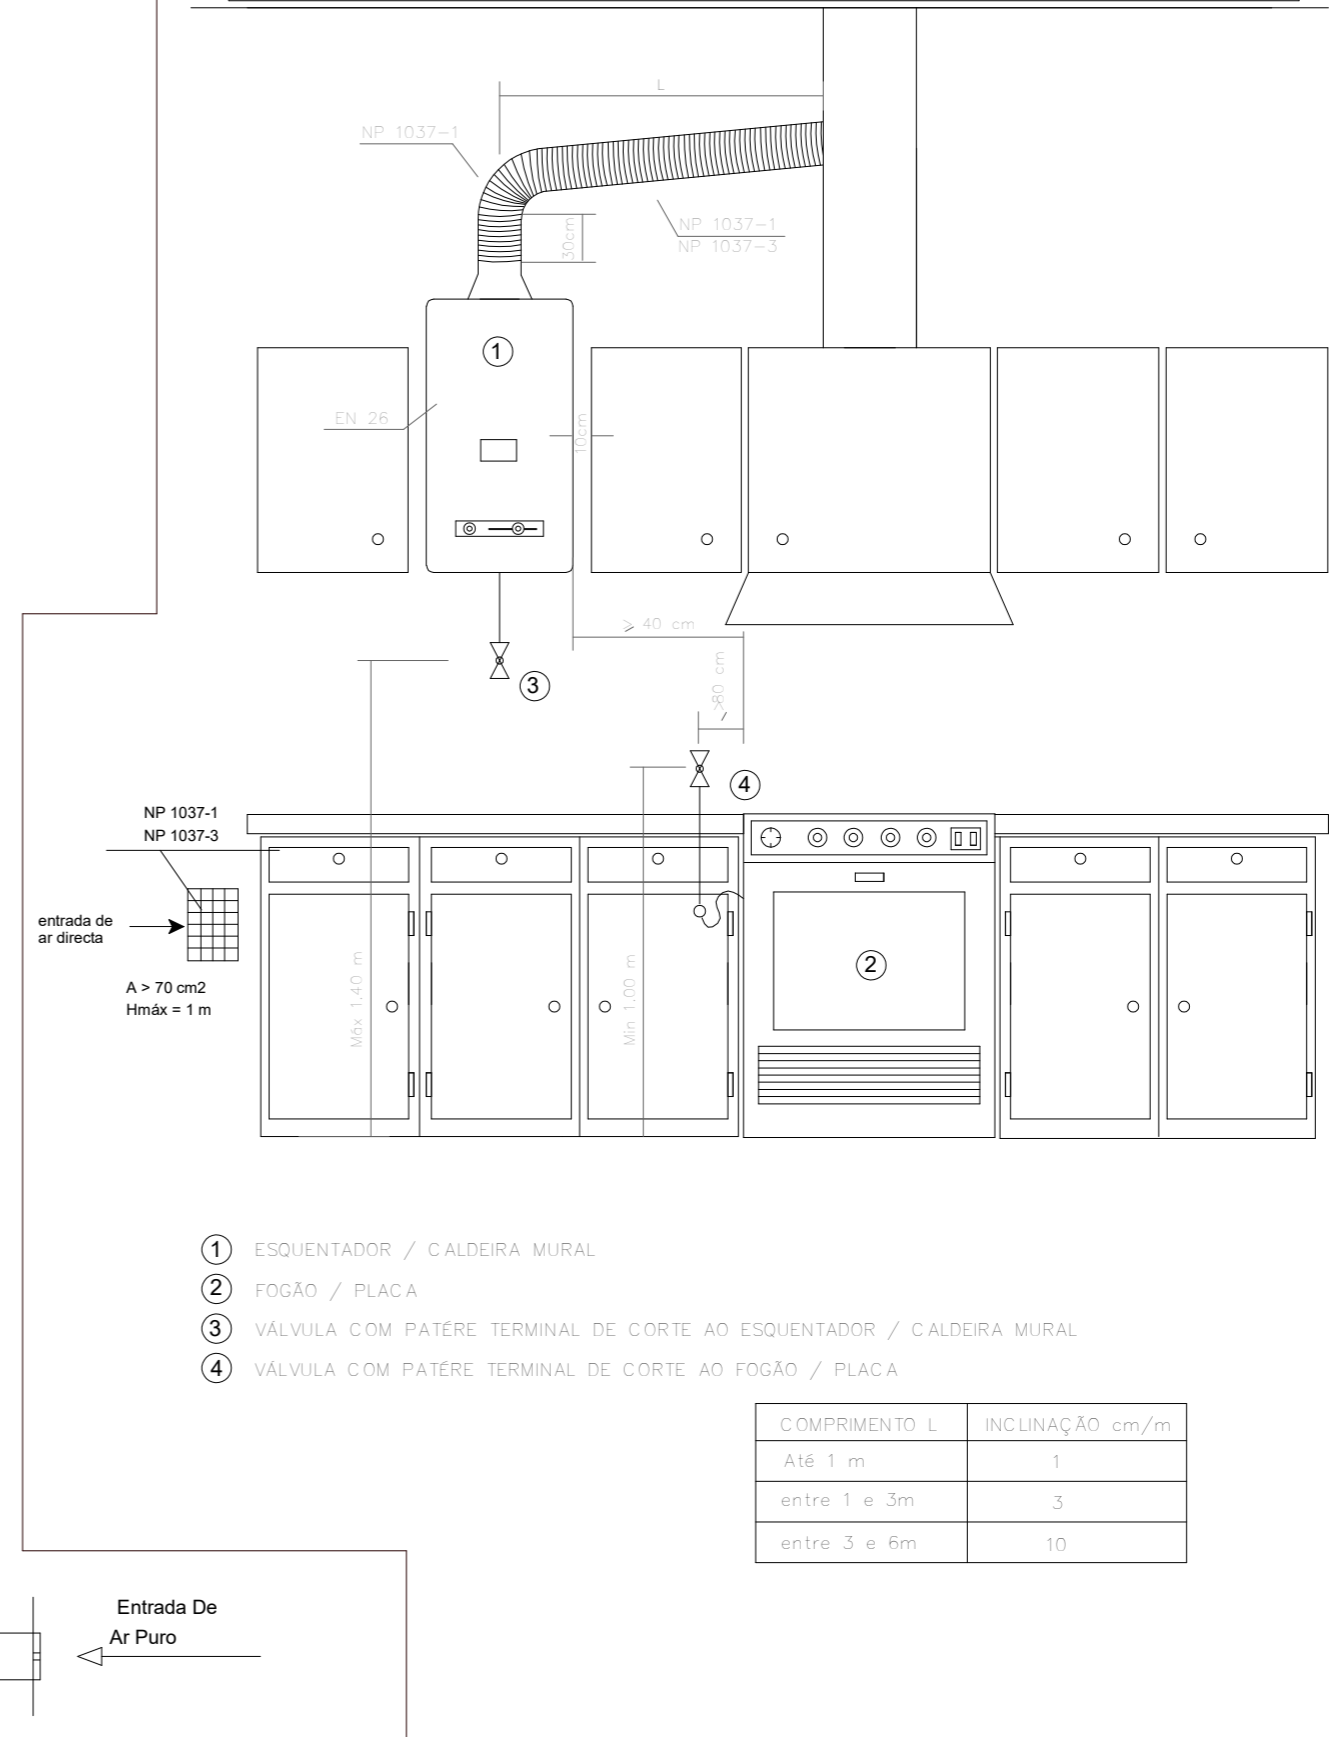 L
NP 1037-1
NP 1037-1
NP 1037-3
30cm
1
EN 26
10cm
≥ 40 cm
3
≥80 cm
4
NP 1037-1
NP 1037-3
entrada de
ar directa
A > 70 cm2
Hmáx = 1 m
Máx 1,40 m
Min 1,00 m
2
1 ESQUENTADOR / CALDEIRA MURAL
2 FOGÃO / PLACA
3 VÁLVULA COM PATÉRE TERMINAL DE CORTE AO ESQUENTADOR / CALDEIRA MURAL
4 VÁLVULA COM PATÉRE TERMINAL DE CORTE AO FOGÃO / PLACA
COMPRIMENTO L INCLINAÇÃO cm/m
Até 1 m 1
entre 1 e 3m 3
entre 3 e 6m 10
Entrada De
Ar Puro